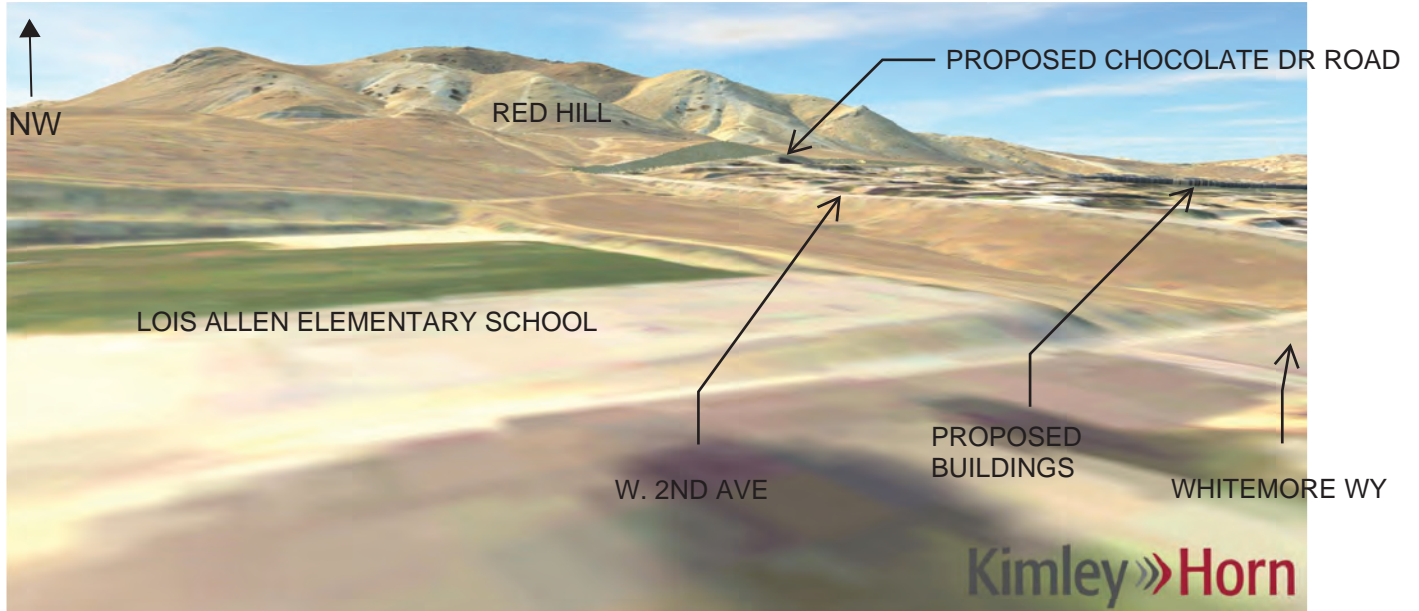 NW
PROPOSED CHOCOLATE DR ROAD
RED HILL
LOIS ALLEN ELEMENTARY SCHOOL
W. 2ND AVE
PROPOSED
BUILDINGS
WHITEMORE WY
Kimley»Horn